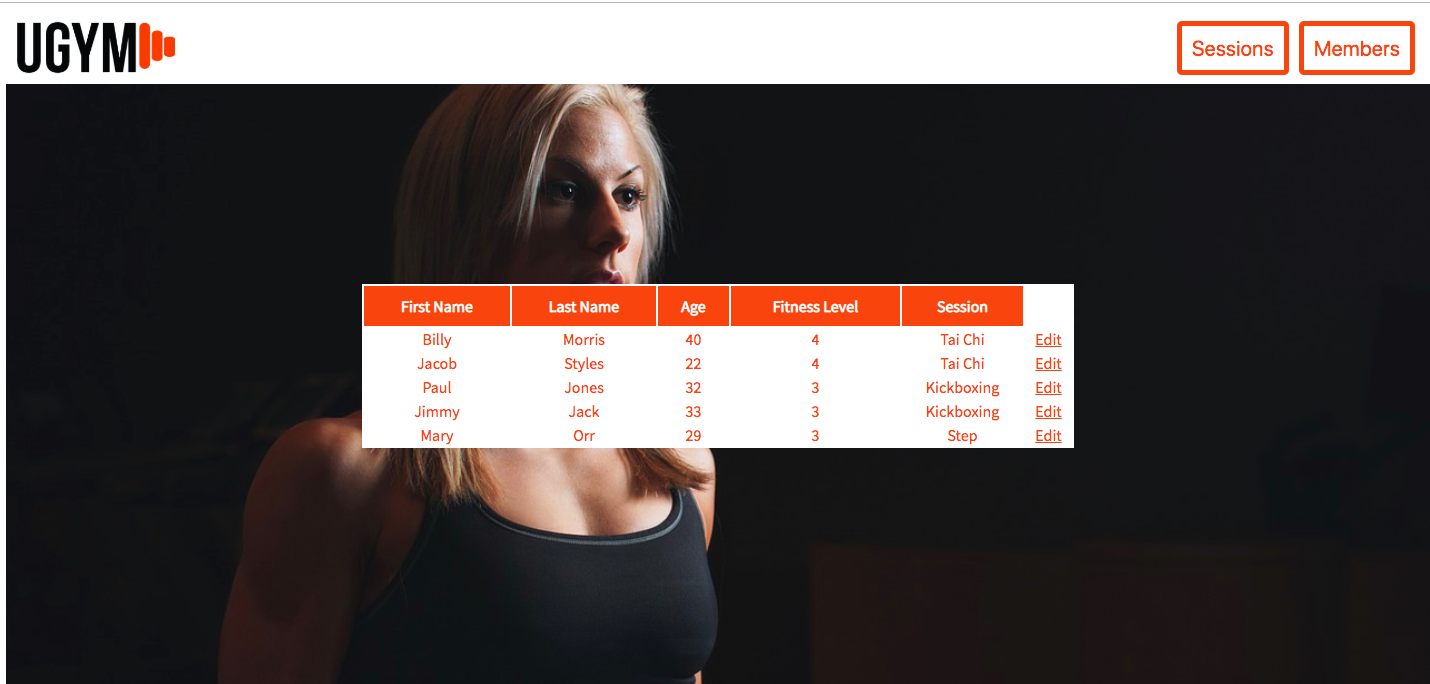 UGYM
Sessions Members
First Name Last Name Age Fitness Level Session
Billy Morris 40 4 Tai Chi Edit
Jacob Styles 22 4 Tai Chi Edit
Paul Jones 32 3 Kickboxing Edit
Jimmy Jack 33 3 Kickboxing Edit
Mary Orr 29 3 Step Edit